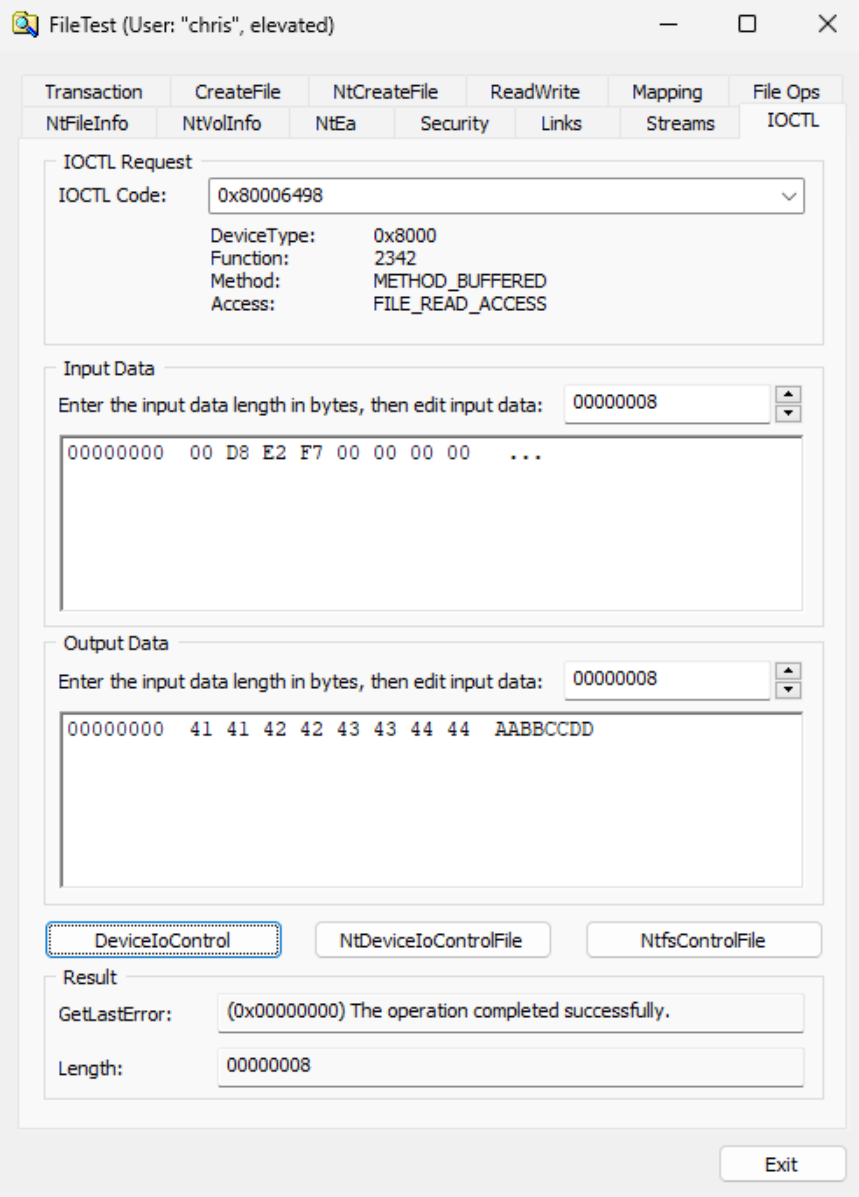 FileTest (User: "chris", elevated)
Transaction CreateFile NtCreateFile ReadWrite Mapping File Ops
NtFileInfo NtVolInfo NtEa Security Links Streams IOCTL
IOCTL Request
IOCTL Code: 0x80006498
DeviceType: 0x8000
Function: 2342
Method: METHOD_BUFFERED
Access: FILE_READ_ACCESS
Input Data
Enter the input data length in bytes, then edit input data: 00000008
00000000 00 D8 E2 F7 00 00 00 00 ...
Output Data
Enter the input data length in bytes, then edit input data: 00000008
00000000 41 41 42 42 43 43 44 44 AABBCCDD
DeviceIoControl NtDeviceIoControlFile NtfsControlFile
Result
GetLastError: (0x00000000) The operation completed successfully.
Length: 00000008
Exit